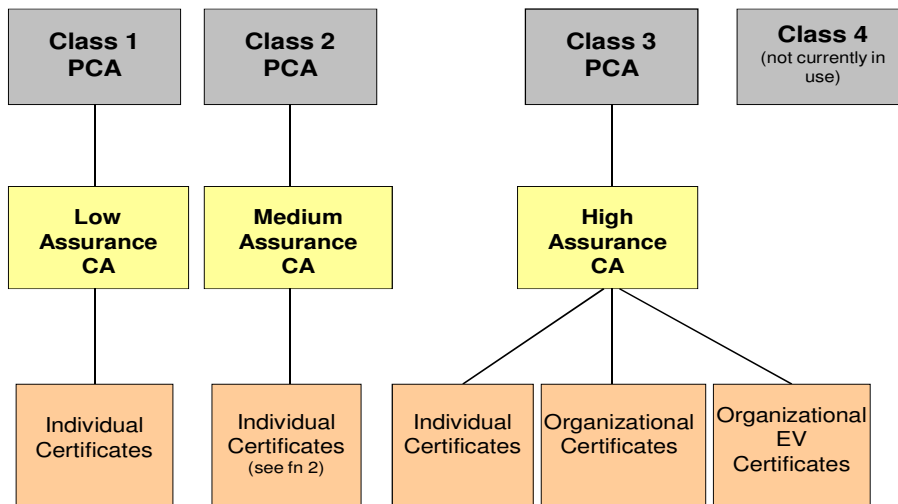 Class 1
PCA
Class 2
PCA
Class 3
PCA
Class 4
(not currently in
use)
Low
Assurance
CA
Medium
Assurance
CA
High
Assurance
CA
Individual
Certificates
Individual
Certificates
(see fn 2)
Individual
Certificates
Organizational
Certificates
Organizational
EV
Certificates